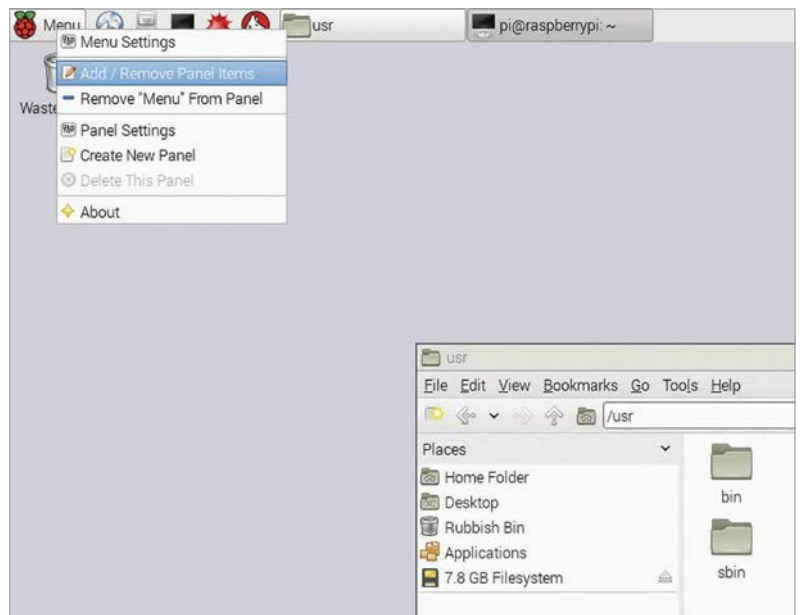 Menu
usr
pi@raspberrypi: ~
Menu Settings
Add / Remove Panel Items
Remove "Menu" From Panel
Panel Settings
Create New Panel
Delete This Panel
About
Waste
usr
File Edit View Bookmarks Go Tools Help
/usr
Places
Home Folder
Desktop
Rubbish Bin
Applications
7.8 GB Filesystem
bin
sbin